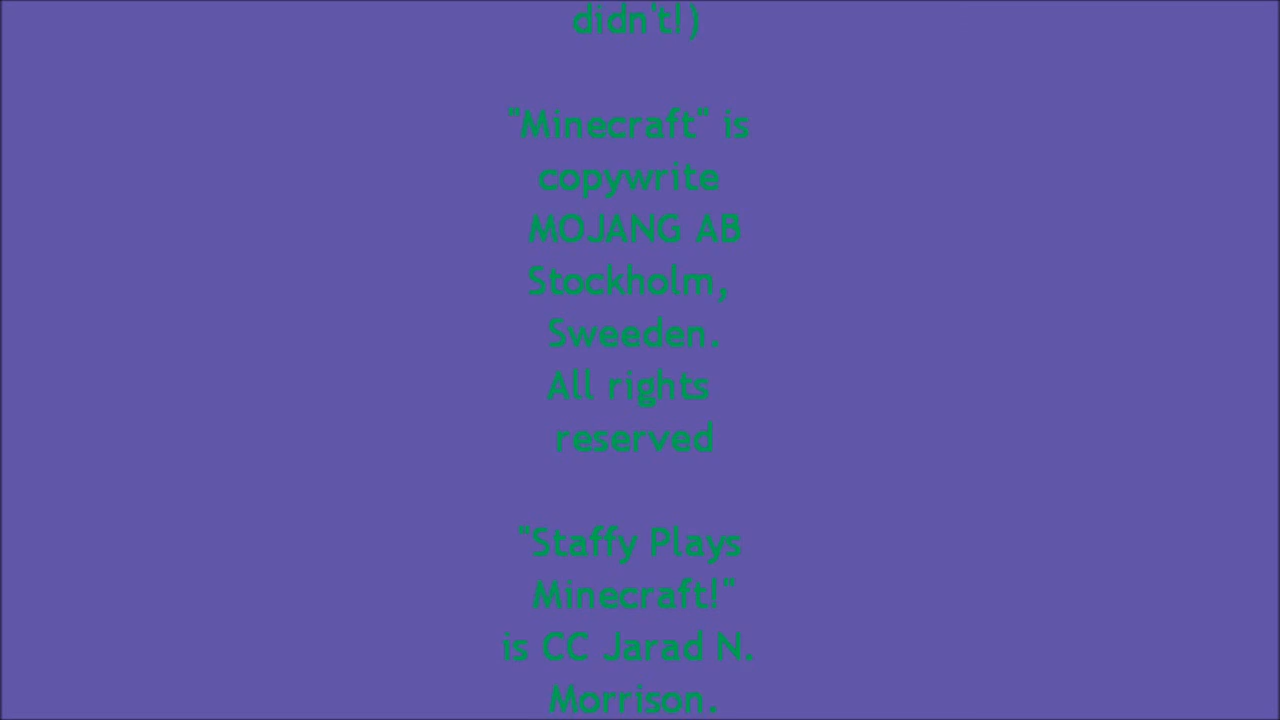 didn't!)
"Minecraft" is
copywrite
MOJANG AB
Stockholm,
Sweeden.
All rights
reserved
"Staffy Plays
Minecraft!"
is CC Jarad N.
Morrison.